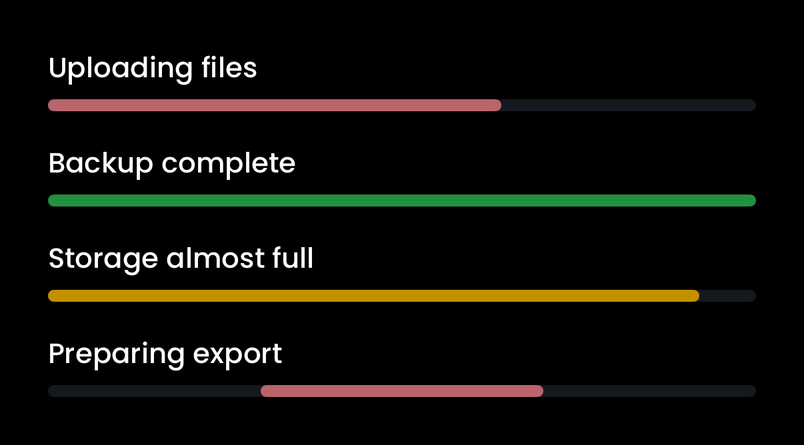 Uploading files
Backup complete
Storage almost full
Preparing export